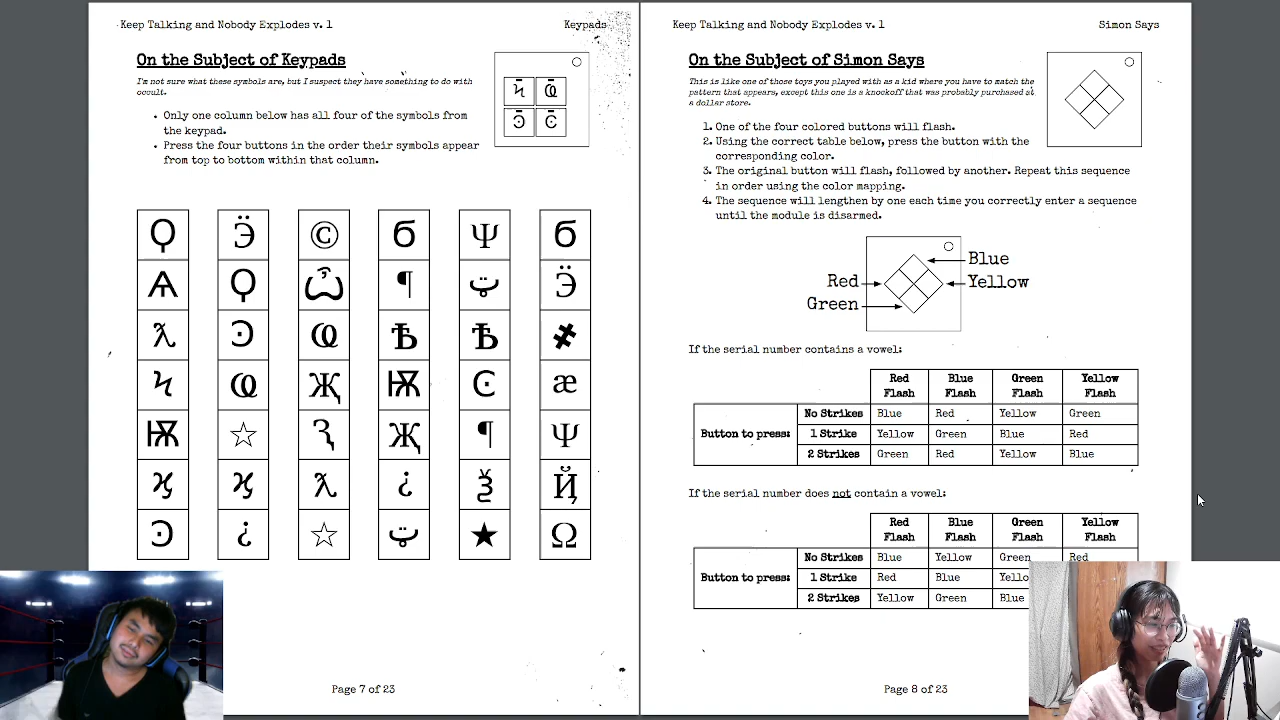 Keep Talking and Nobody Explodes v. 1
Keypads
On the Subject of Keypads
I'm not sure what these symbols are, but I suspect they have something to do with
occult.
• Only one column below has all four of the symbols from
the keypad.
• Press the four buttons in the order their symbols appear
from top to bottom within that column.
Ϙ Ӭ © б Ψ б
Ѧ Ϙ Ѽ ¶ ټ Ӭ
ƛ Ͽ Ҩ Ѣ Ѣ ҂
Ϟ Ҩ Җ Ѭ Ͼ æ
Ѭ ☆ Ԇ Җ ¶ Ψ
ϗ ϗ ƛ ¿ Ѯ Ҋ
Ͽ ¿ ☆ ټ ★ Ω
Page 7 of 23
Keep Talking and Nobody Explodes v. 1
Simon Says
On the Subject of Simon Says
This is like one of those toys you played with as a kid where you have to match the
pattern that appears, except this one is a knockoff that was probably purchased at
a dollar store.
1. One of the four colored buttons will flash.
2. Using the correct table below, press the button with the
corresponding color.
3. The original button will flash, followed by another. Repeat this sequence
in order using the color mapping.
4. The sequence will lengthen by one each time you correctly enter a sequence
until the module is disarmed.
Blue
Red
Yellow
Green
If the serial number contains a vowel:
Red Flash Blue Flash Green Flash Yellow Flash
Button to press:
No Strikes Blue Red Yellow Green
1 Strike Yellow Green Blue Red
2 Strikes Green Red Yellow Blue
If the serial number does not contain a vowel:
Red Flash Blue Flash Green Flash Yellow Flash
Button to press:
No Strikes Blue Yellow Green Red
1 Strike Red Blue Yello
2 Strikes Yellow Green Blue
Page 8 of 23